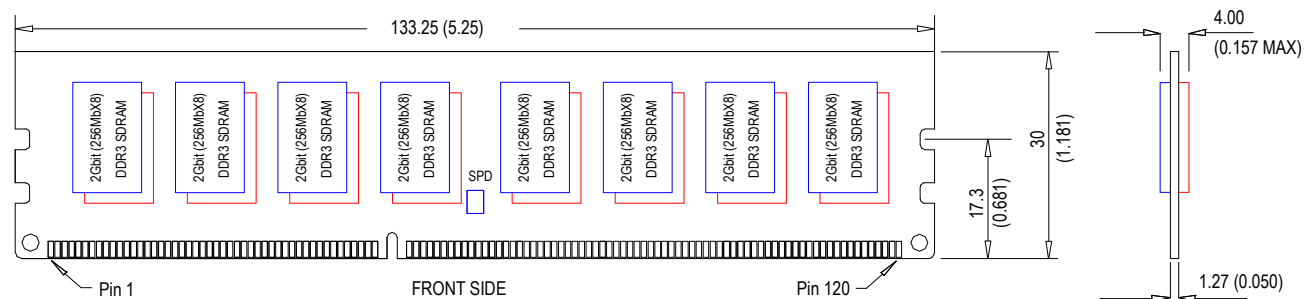 133.25 (5.25)
4.00
(0.157 MAX)
2Gbit (256MbX8)
DDR3 SDRAM
2Gbit (256MbX8)
DDR3 SDRAM
2Gbit (256MbX8)
DDR3 SDRAM
2Gbit (256MbX8)
DDR3 SDRAM
2Gbit (256MbX8)
DDR3 SDRAM
2Gbit (256MbX8)
DDR3 SDRAM
2Gbit (256MbX8)
DDR3 SDRAM
2Gbit (256MbX8)
DDR3 SDRAM
30
(1.181)
SPD
17.3
(0.681)
Pin 1
FRONT SIDE
Pin 120
1.27 (0.050)